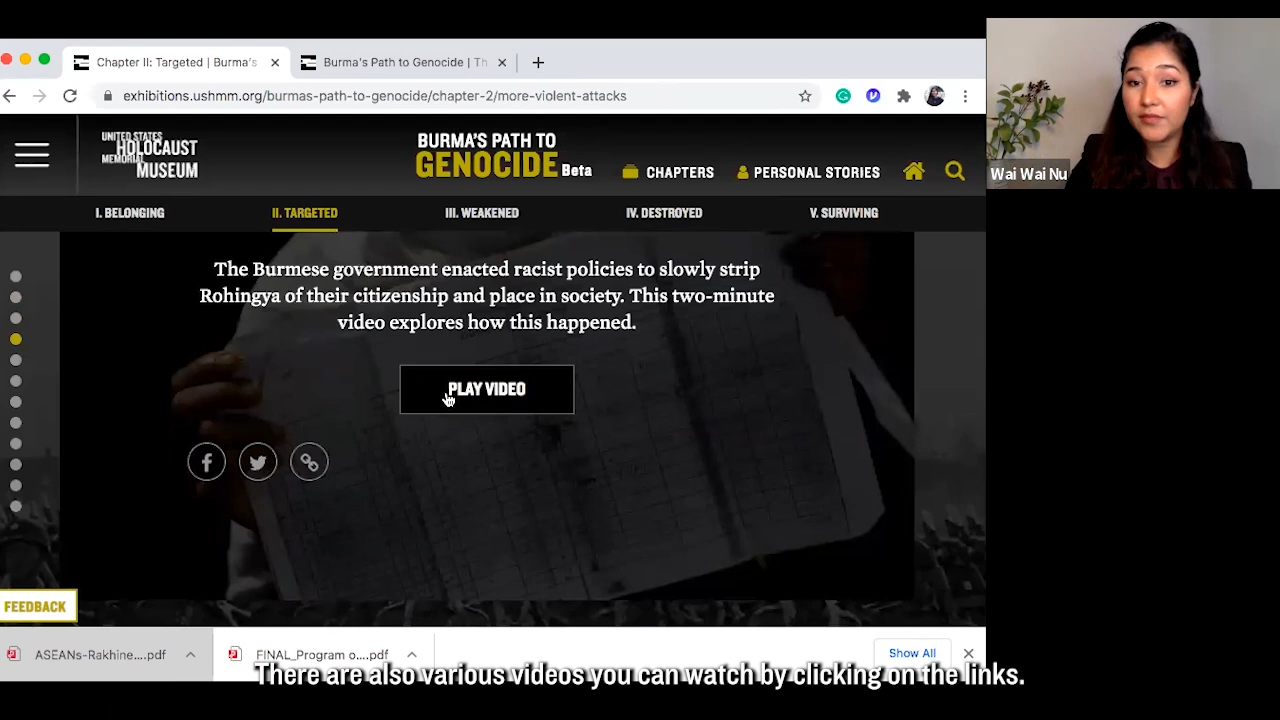 Chapter II: Targeted | Burma's
Burma's Path to Genocide | Th
exhibitions.ushmm.org/burmas-path-to-genocide/chapter-2/more-violent-attacks
UNITED STATES
HOLOCAUST
MEMORIAL
MUSEUM
BURMA'S PATH TO
GENOCIDE Beta
CHAPTERS
PERSONAL STORIES
I. BELONGING
II. TARGETED
III. WEAKENED
IV. DESTROYED
V. SURVIVING
The Burmese government enacted racist policies to slowly strip
Rohingya of their citizenship and place in society. This two-minute
video explores how this happened.
PLAY VIDEO
FEEDBACK
ASEANs-Rakhine....pdf
FINAL_Program o....pdf
Show All
There are also various videos you can watch by clicking on the links.
Wai Wai Nu